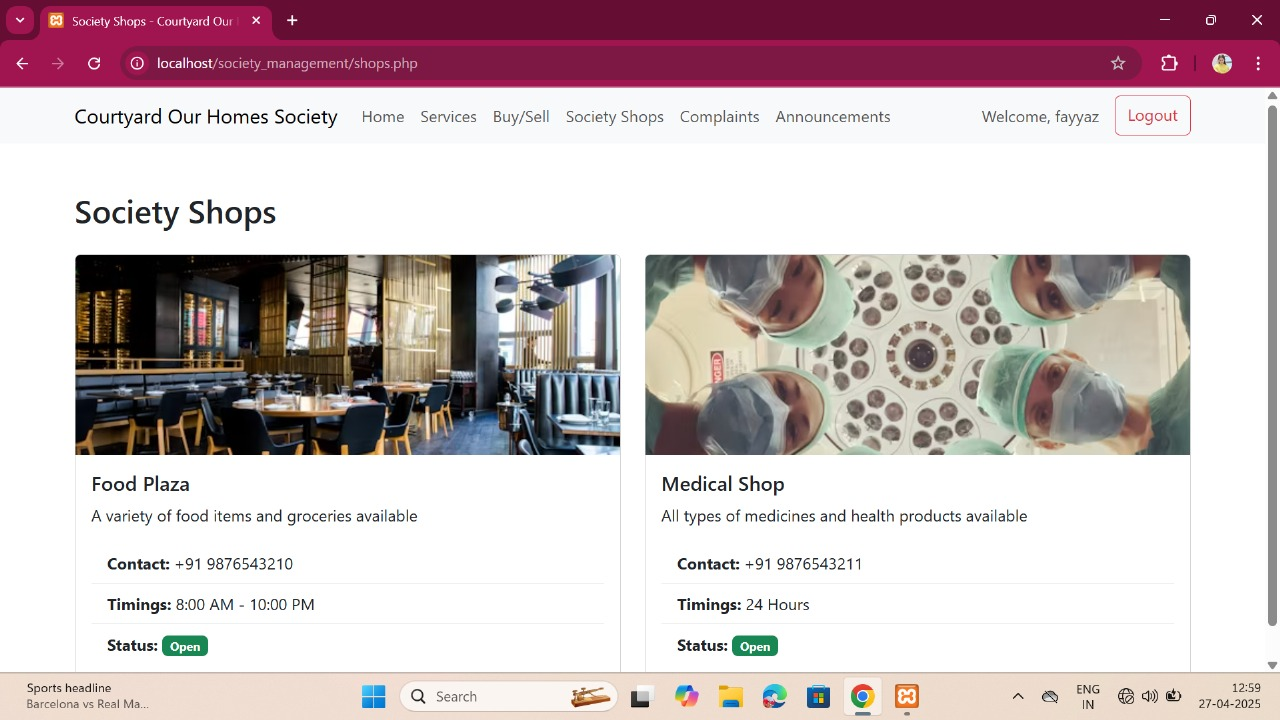 Society Shops - Courtyard Our
localhost/society_management/shops.php
Courtyard Our Homes Society Home Services Buy/Sell Society Shops Complaints Announcements Welcome, fayyaz Logout
Society Shops
DANGER
Food Plaza
A variety of food items and groceries available
Contact: +91 9876543210
Timings: 8:00 AM - 10:00 PM
Status: Open
Medical Shop
All types of medicines and health products available
Contact: +91 9876543211
Timings: 24 Hours
Status: Open
Sports headline
Barcelona vs Real Ma...
Search
ENG
IN
12:59
27-04-2025